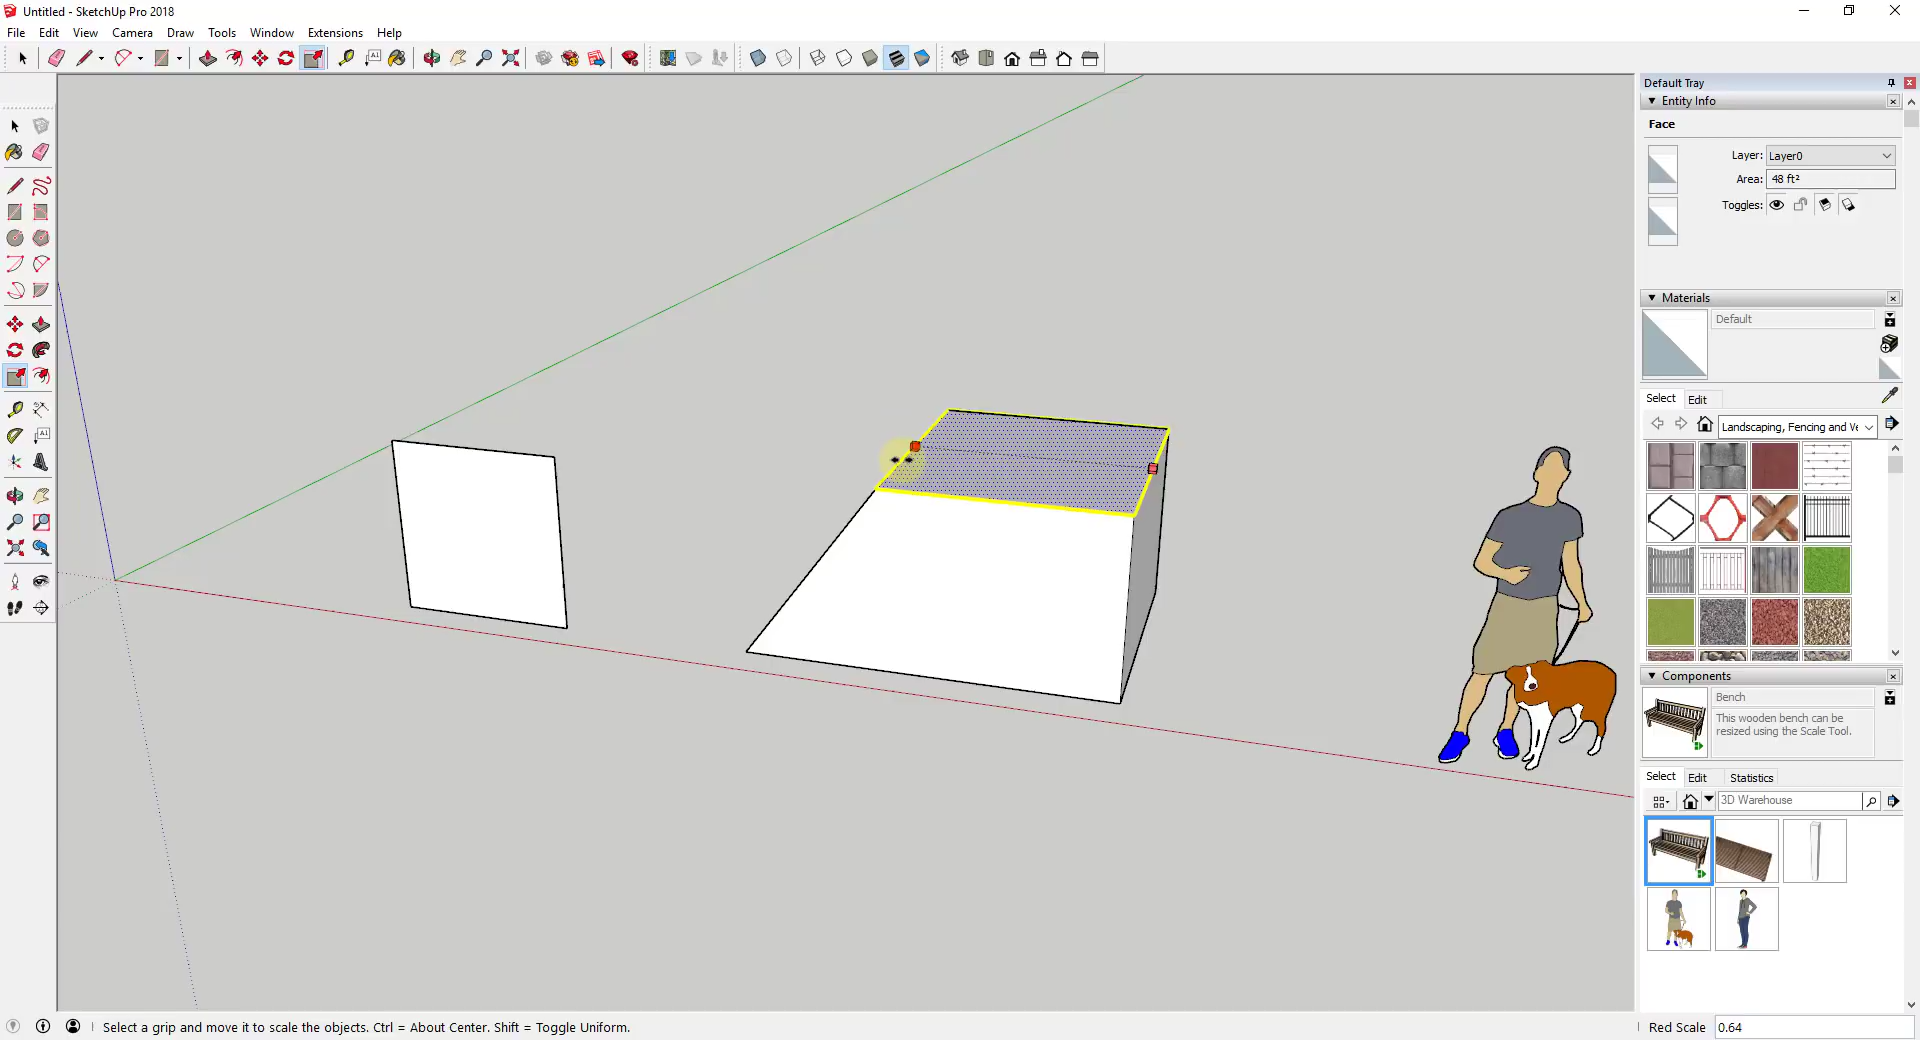 Untitled - SketchUp Pro 2018
File Edit View Camera Draw Tools Window Extensions Help
Default Tray
Entity Info
Face
Layer: Layer0
Area: 48 ft²
Toggles:
Materials
Default
Select Edit
Landscaping, Fencing and Ve
Components
Bench
This wooden bench can be
resized using the Scale Tool.
Select Edit Statistics
3D Warehouse
Select a grip and move it to scale the objects. Ctrl = About Center. Shift = Toggle Uniform.
Red Scale 0.64